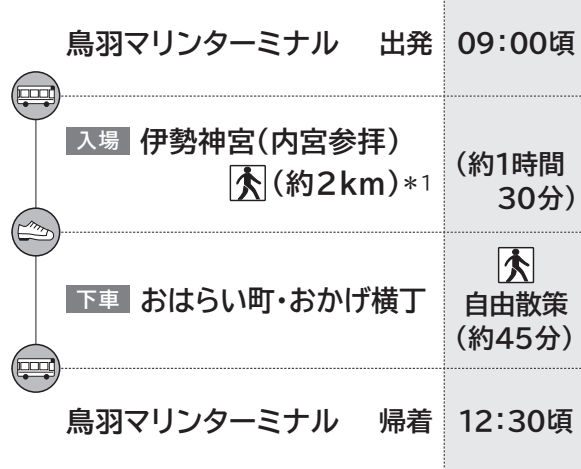 鳥羽マリンターミナル 出発 09:00頃
入場 伊勢神宮(内宮参拝)
(約2km)*1
(約1時間
30分)
下車 おはらい町・おかげ横丁
自由散策
(約45分)
鳥羽マリンターミナル 帰着 12:30頃